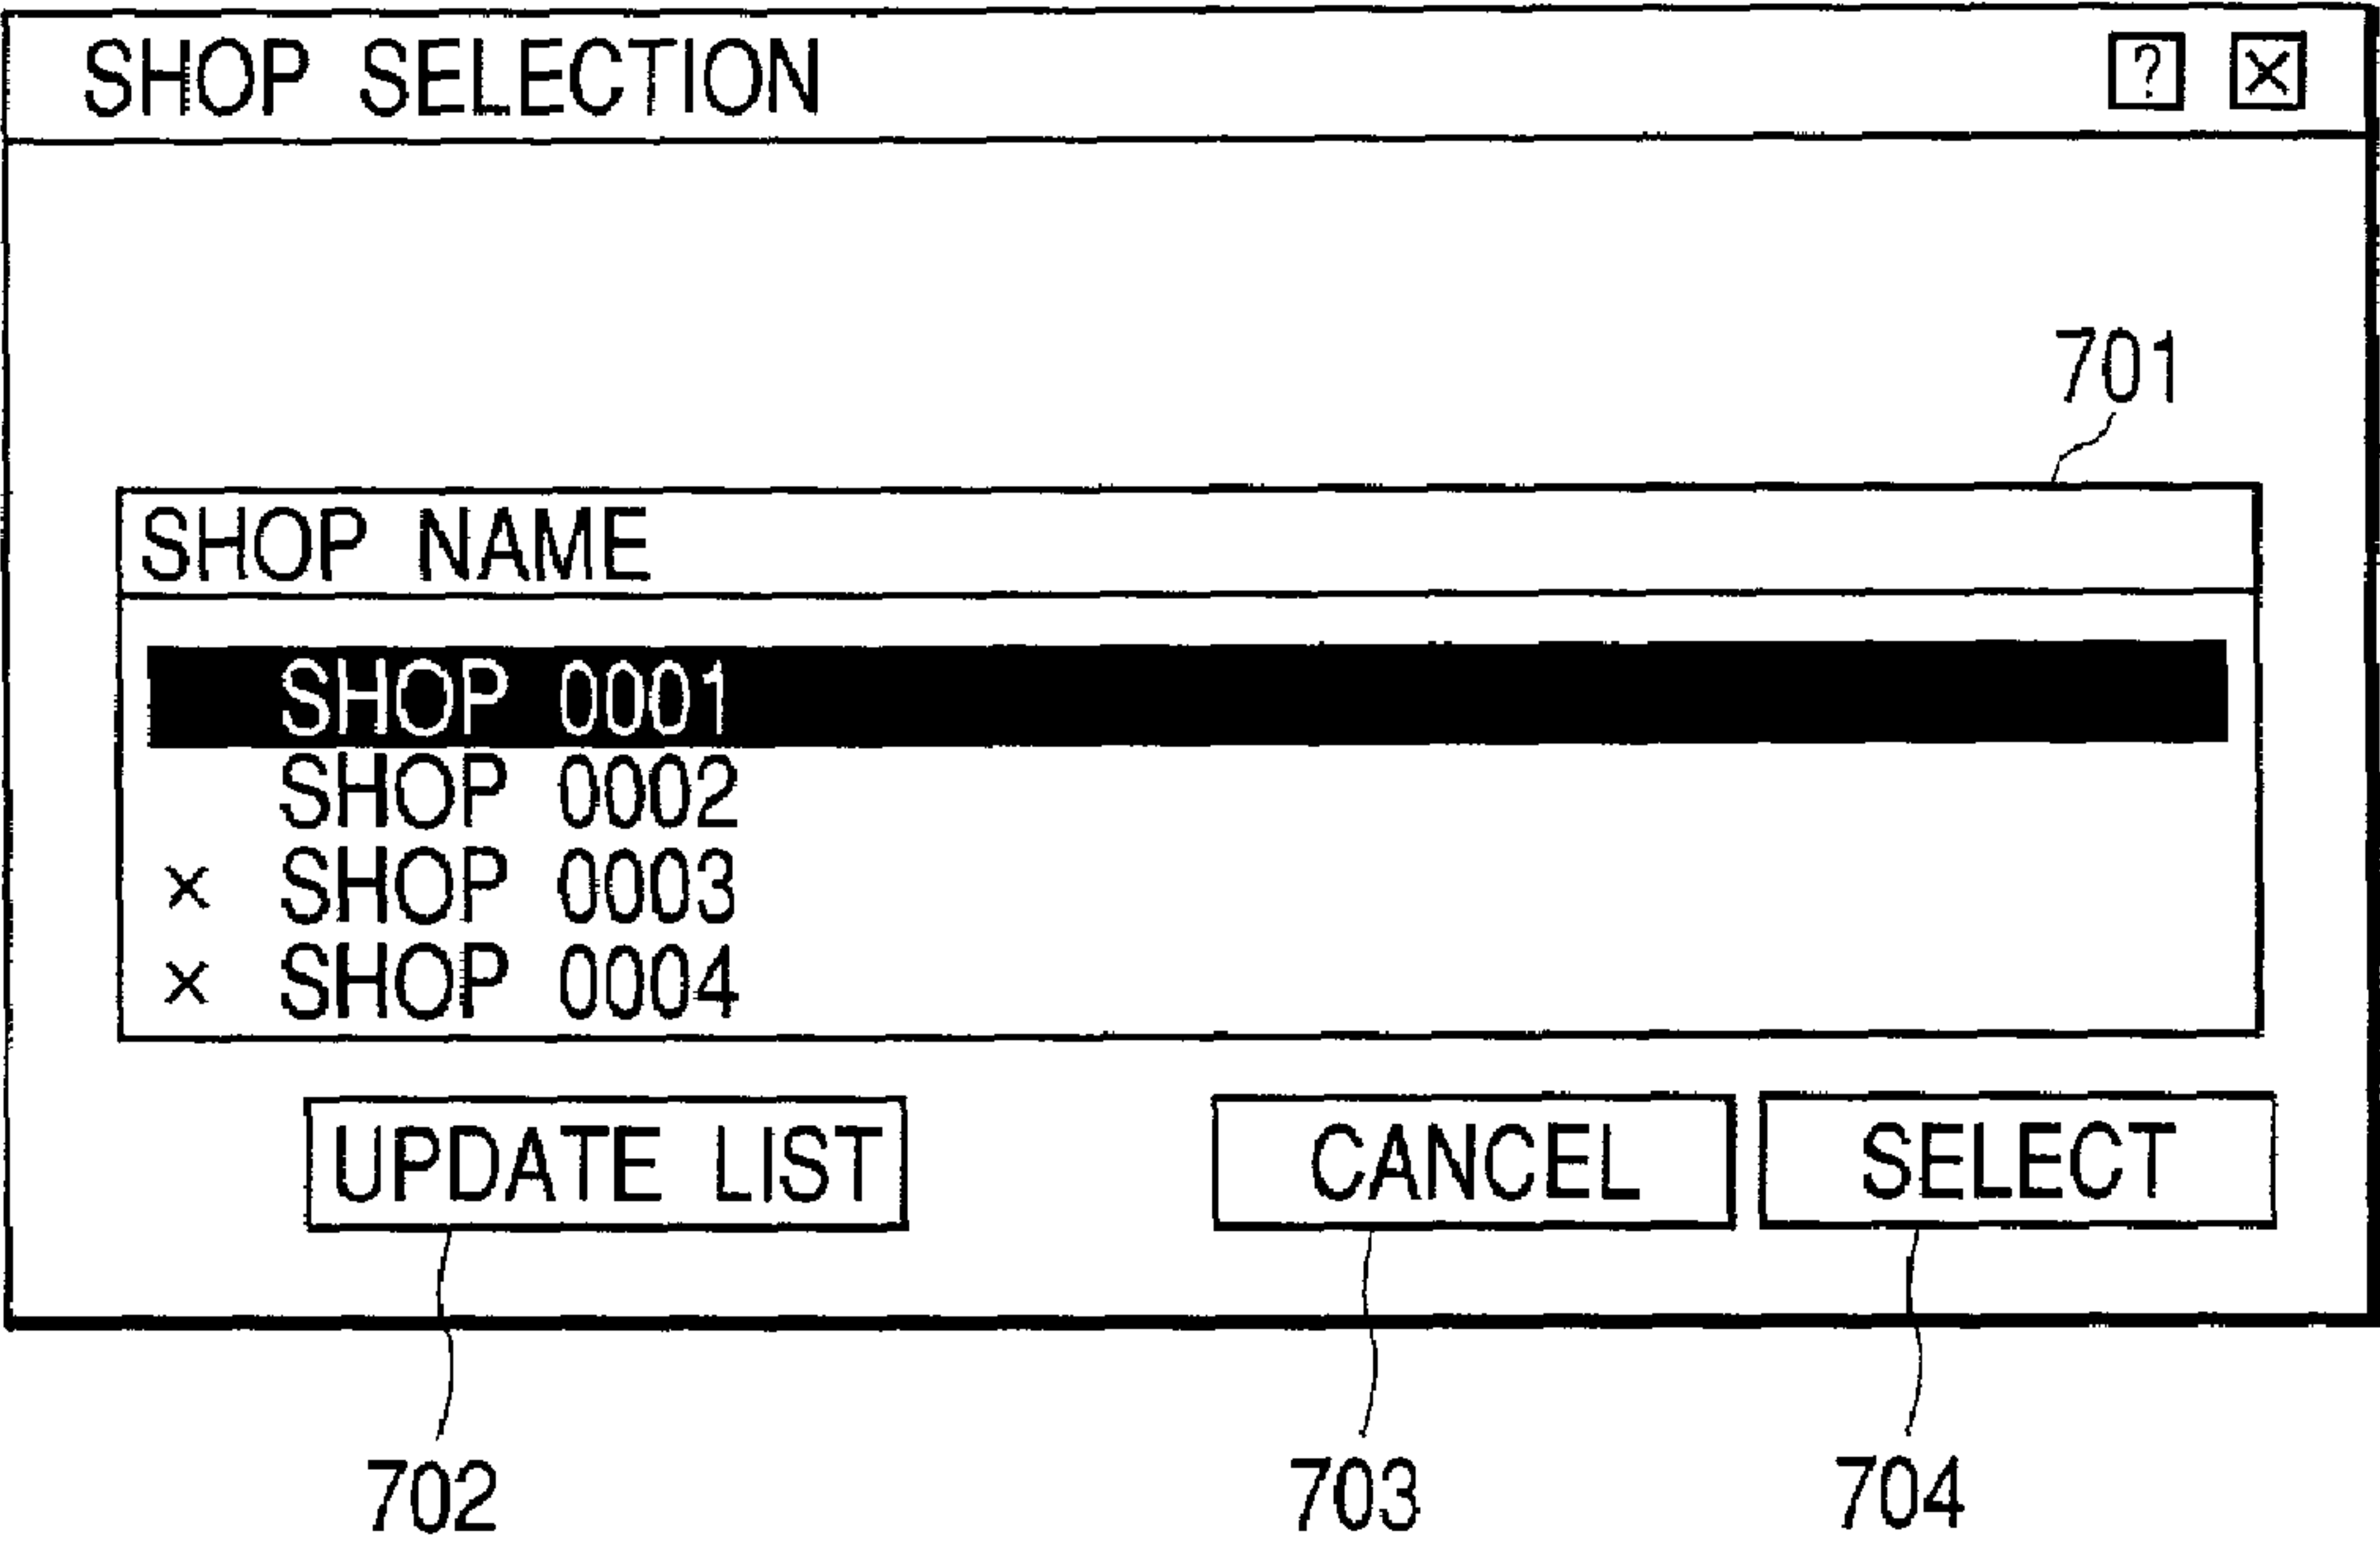 SHOP SELECTION ? X
701
SHOP NAME
SHOP 0001
SHOP 0002
× SHOP 0003
× SHOP 0004
UPDATE LIST CANCEL SELECT
702 703 704